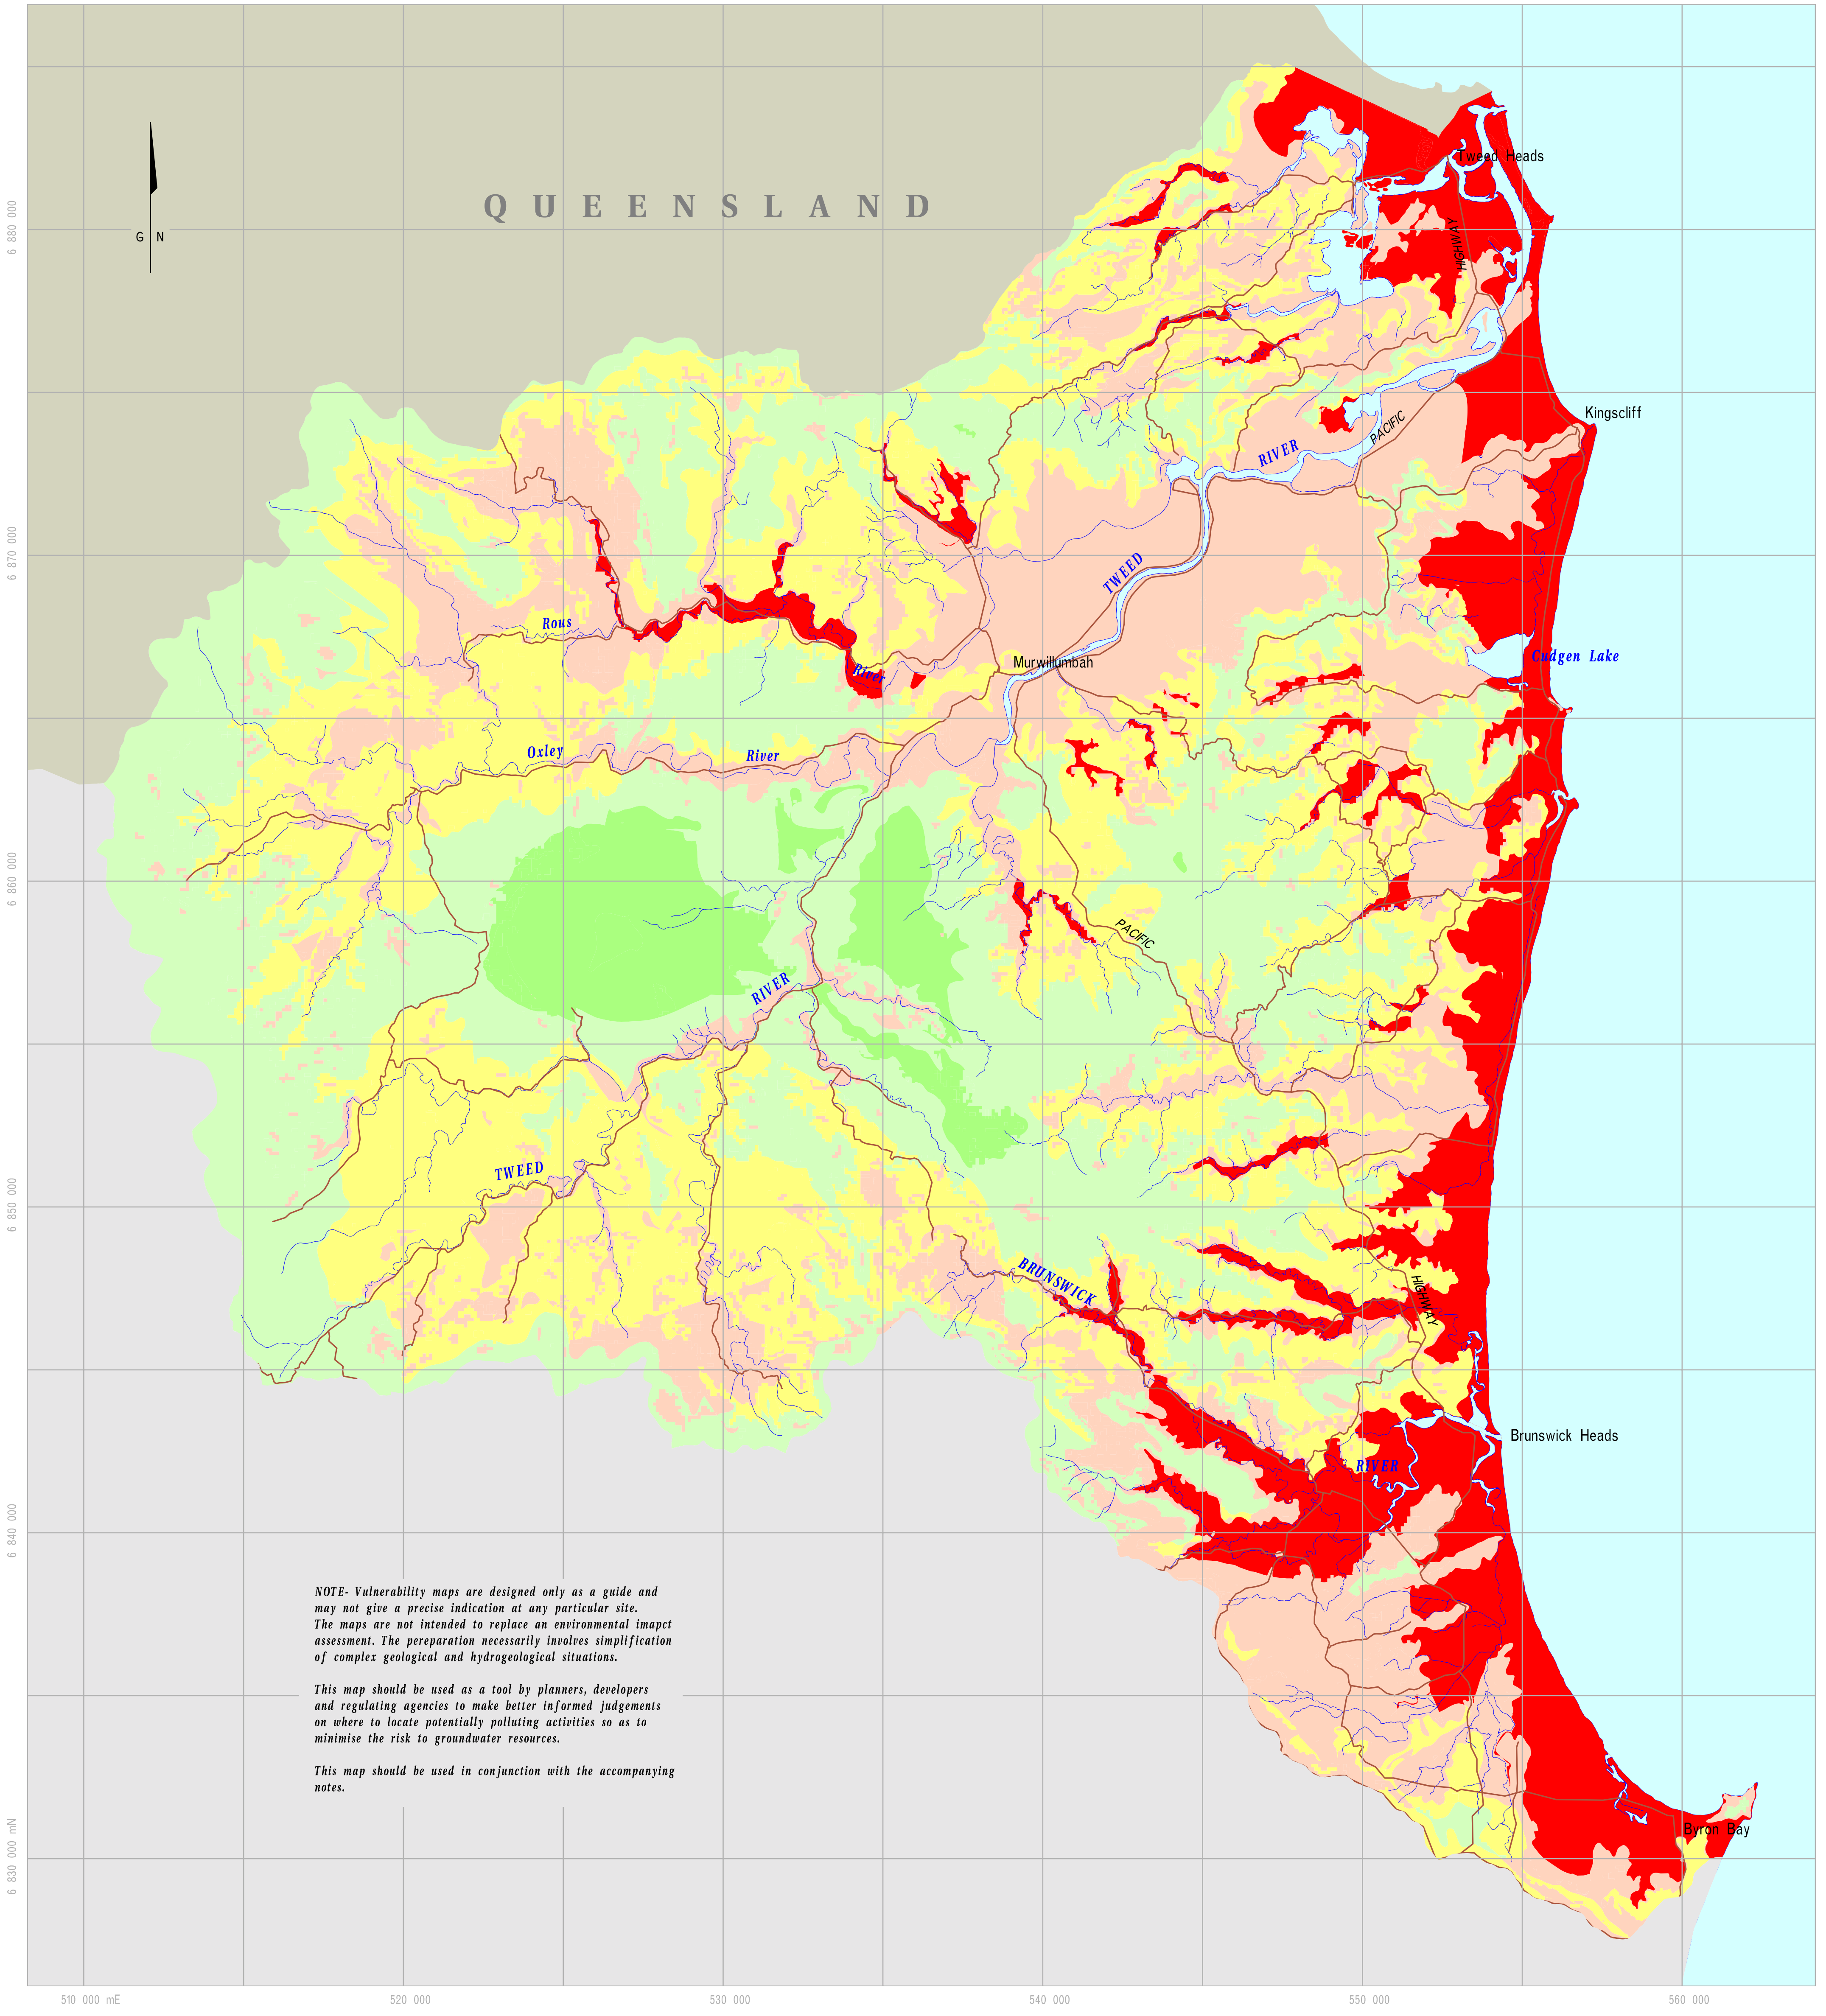 Tweed Heads
QUEENSLAND
6 880 000
G N
HIGHWAY
Kingscliff
PACIFIC
RIVER
6 870 000
TWEED
Rous
River
Murwillumbah
Cudgen Lake
Oxley
River
6 860 000
PACIFIC
RIVER
TWEED
6 850 000
BRUNSWICK
HIGHWAY
Brunswick Heads
RIVER
6 840 000
NOTE- Vulnerability maps are designed only as a guide and
may not give a precise indication at any particular site.
The maps are not intended to replace an environmental imapct
assessment. The pereparation necessarily involves simplification
of complex geological and hydrogeological situations.
This map should be used as a tool by planners, developers
and regulating agencies to make better informed judgements
on where to locate potentially polluting activities so as to
minimise the risk to groundwater resources.
This map should be used in conjunction with the accompanying
notes.
Byron Bay
6 830 000 mN
510 000 mE
520 000
530 000
540 000
550 000
560 000